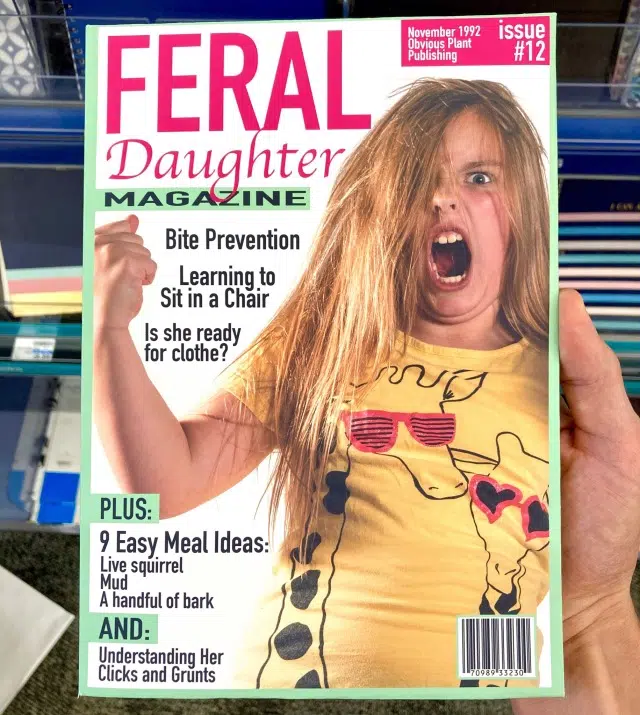 FERAL
Daughter
MAGAZINE
November 1992
Obvious Plant
Publishing
issue
#12
Bite Prevention
Learning to
Sit in a Chair
Is she ready
for clothe?
PLUS:
9 Easy Meal Ideas:
Live squirrel
Mud
A handful of bark
AND:
Understanding Her
Clicks and Grunts
70989 33230